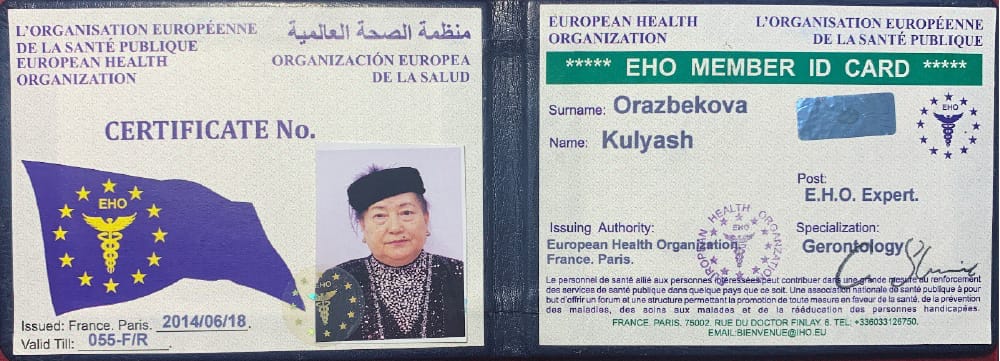 L'ORGANISATION EUROPÉENNE
DE LA SANTÉ PUBLIQUE
EUROPEAN HEALTH
ORGANIZATION
منظمة الصحة العالمية
ORGANIZACIÓN EUROPEA
DE LA SALUD
CERTIFICATE No.
EHO
Issued: France. Paris. 2014/06/18.
Valid Till: 055-F/R
EUROPEAN HEALTH
ORGANIZATION
L'ORGANISATION EUROPÉENNE
DE LA SANTÉ PUBLIQUE
***** EHO MEMBER ID CARD *****
Surname: Orazbekova
Name: Kulyash
EHO
Post:
E.H.O. Expert.
Issuing Authority:
European Health Organization.
France. Paris.
EUROPEAN HEALTH ORGANIZATION
EHO
Specialization:
Gerontology
Le personnel de santé allié aux personnes intéressées peut contribuer dans une grande mesure au renforcement
des services de santé publique dans quelque pays que ce soit. Une association nationale de santé publique a pour
but d'offrir un forum et une structure permettant la promotion de toute mesure en faveur de la santé, de la prévention
des maladies, des soins aux malades et de la rééducation des personnes handicapées.
FRANCE. PARIS. 75002. RUE DU DOCTOR FINLAY, 6. TEL: +336033126750.
EMAIL:BIENVENUE@IHO.EU